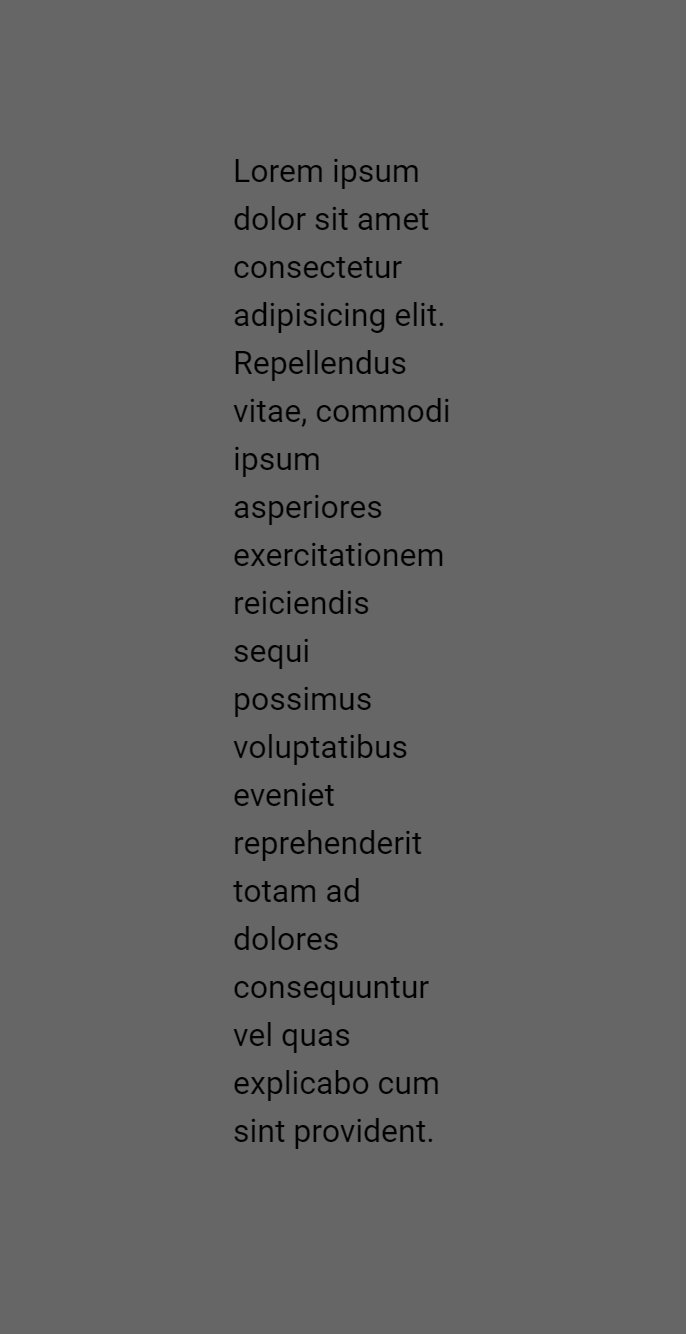 Lorem ipsum
dolor sit amet
consectetur
adipisicing elit.
Repellendus
vitae, commodi
ipsum
asperiores
exercitationem
reiciendis
sequi
possimus
voluptatibus
eveniet
reprehenderit
totam ad
dolores
consequuntur
vel quas
explicabo cum
sint provident.